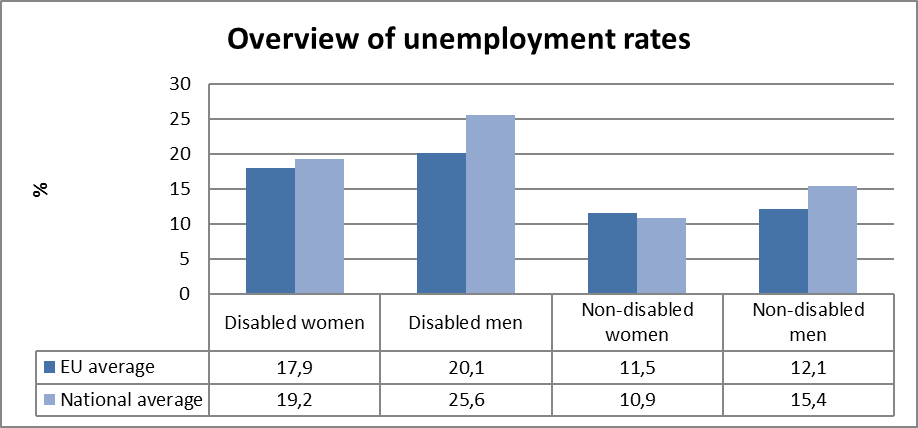 Overview of unemployment rates
30
25
20
15
10
5
0
%
Disabled women Disabled men Non-disabled women Non-disabled men
EU average 17,9 20,1 11,5 12,1
National average 19,2 25,6 10,9 15,4